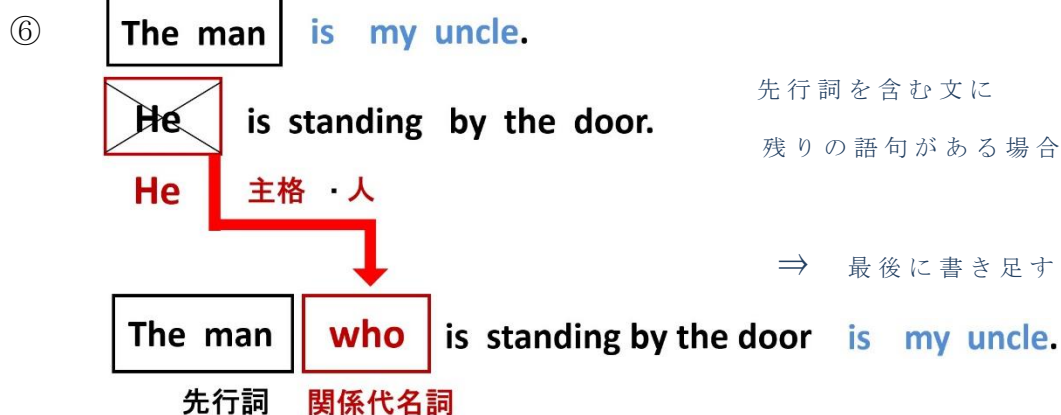 ⑥ The man is my uncle.
He is standing by the door.
先行詞を含む文に
残りの語句がある場合
He 主格・人
⇒ 最後に書き足す
The man who is standing by the door is my uncle.
先行詞 関係代名詞